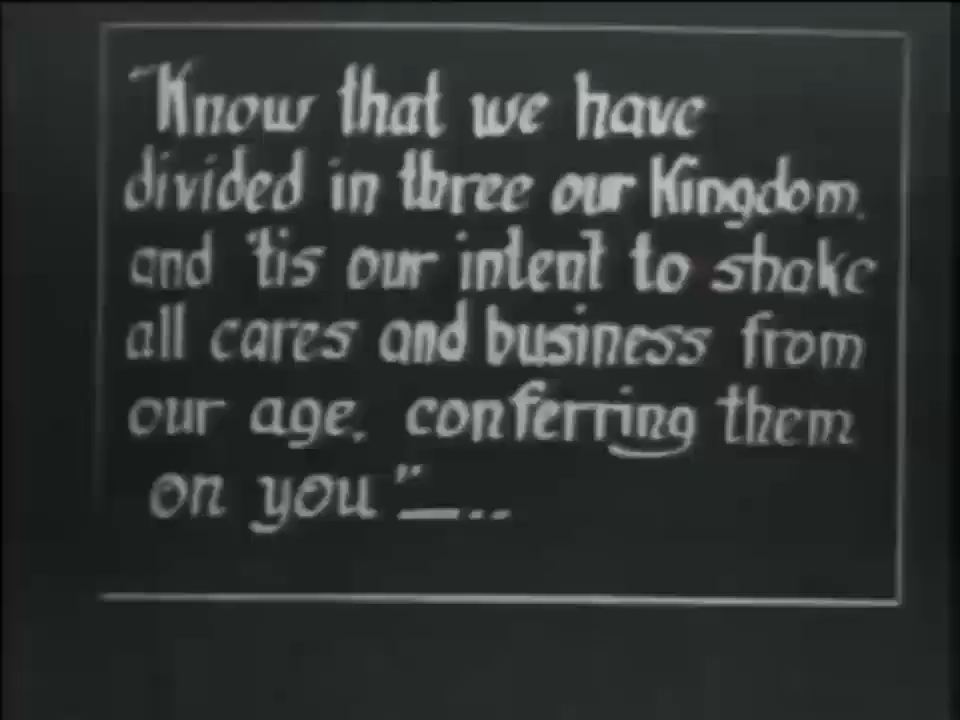 "Know that we have
divided in three our Kingdom,
and 'tis our intent to shake
all cares and business from
our age, conferring them
on you"—..